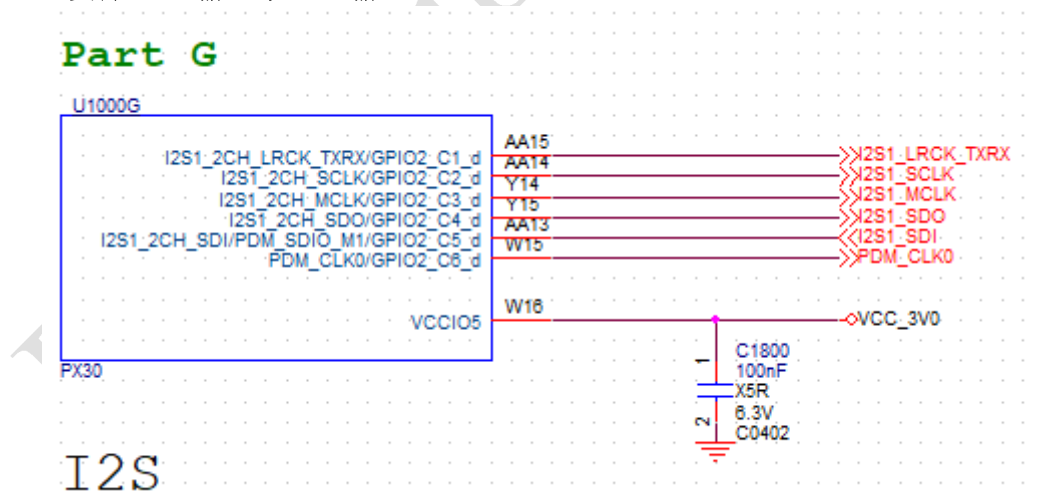 Part G
U1000G
I2S1_2CH_LRCK_TXRX/GPIO2_C1_d AA15 I2S1_LRCK_TXRX
I2S1_2CH_SCLK/GPIO2_C2_d AA14 I2S1_SCLK
I2S1_2CH_MCLK/GPIO2_C3_d Y14 I2S1_MCLK
I2S1_2CH_SDO/GPIO2_C4_d Y15 I2S1_SDO
I2S1_2CH_SDI/PDM_SDIO_M1/GPIO2_C5_d AA13 I2S1_SDI
PDM_CLK0/GPIO2_C6_d W15 PDM_CLK0
VCCIO5 W16 VCC_3V0
PX30
1
C1800
100nF
X5R
6.3V
C0402
2
I2S